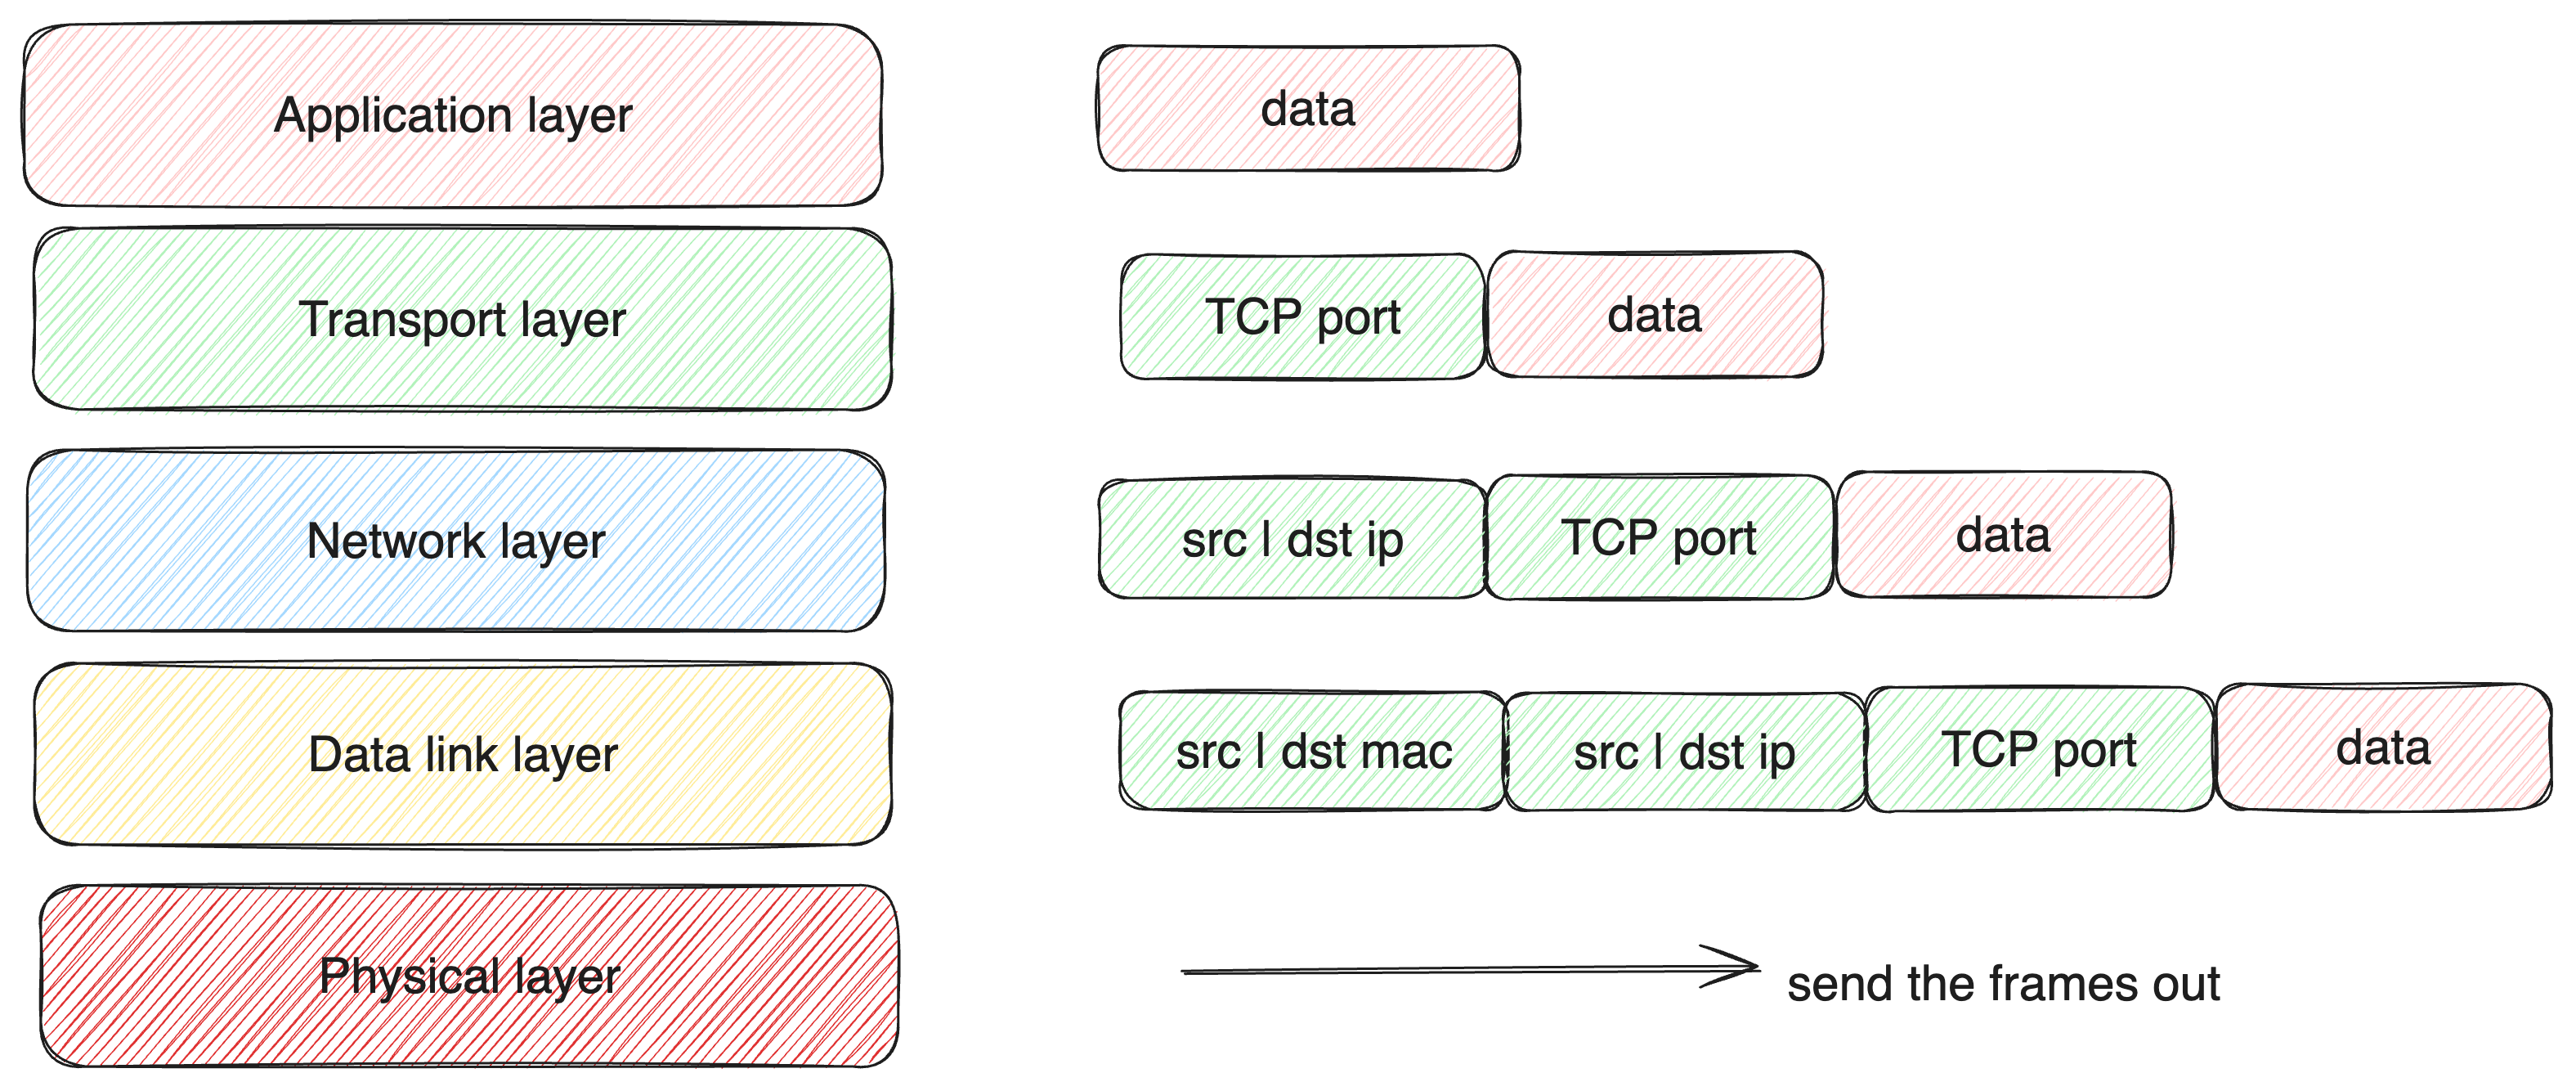 Application layer
data
Transport layer
TCP port
data
Network layer
src | dst ip
TCP port
data
Data link layer
src | dst mac
src | dst ip
TCP port
data
Physical layer
send the frames out